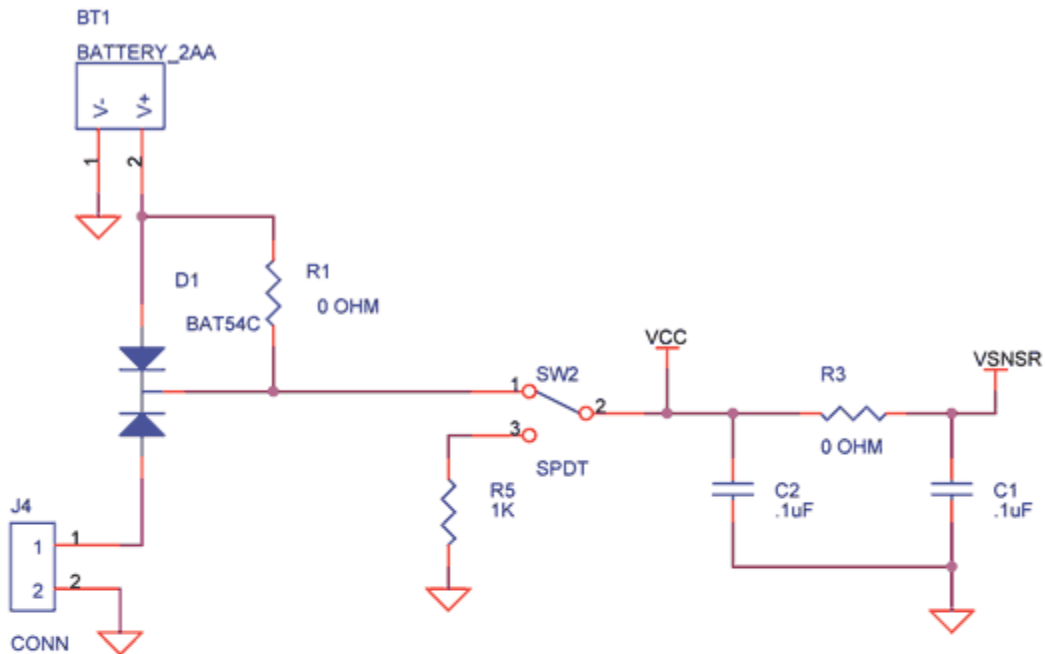 BT1
BATTERY_2AA
V-
V+
1
2
D1
R1
0 OHM
BAT54C
VCC
VSNSR
1
SW2
2
R3
3
0 OHM
SPDT
R5
1K
C2
.1uF
C1
.1uF
J4
1
1
2
2
CONN